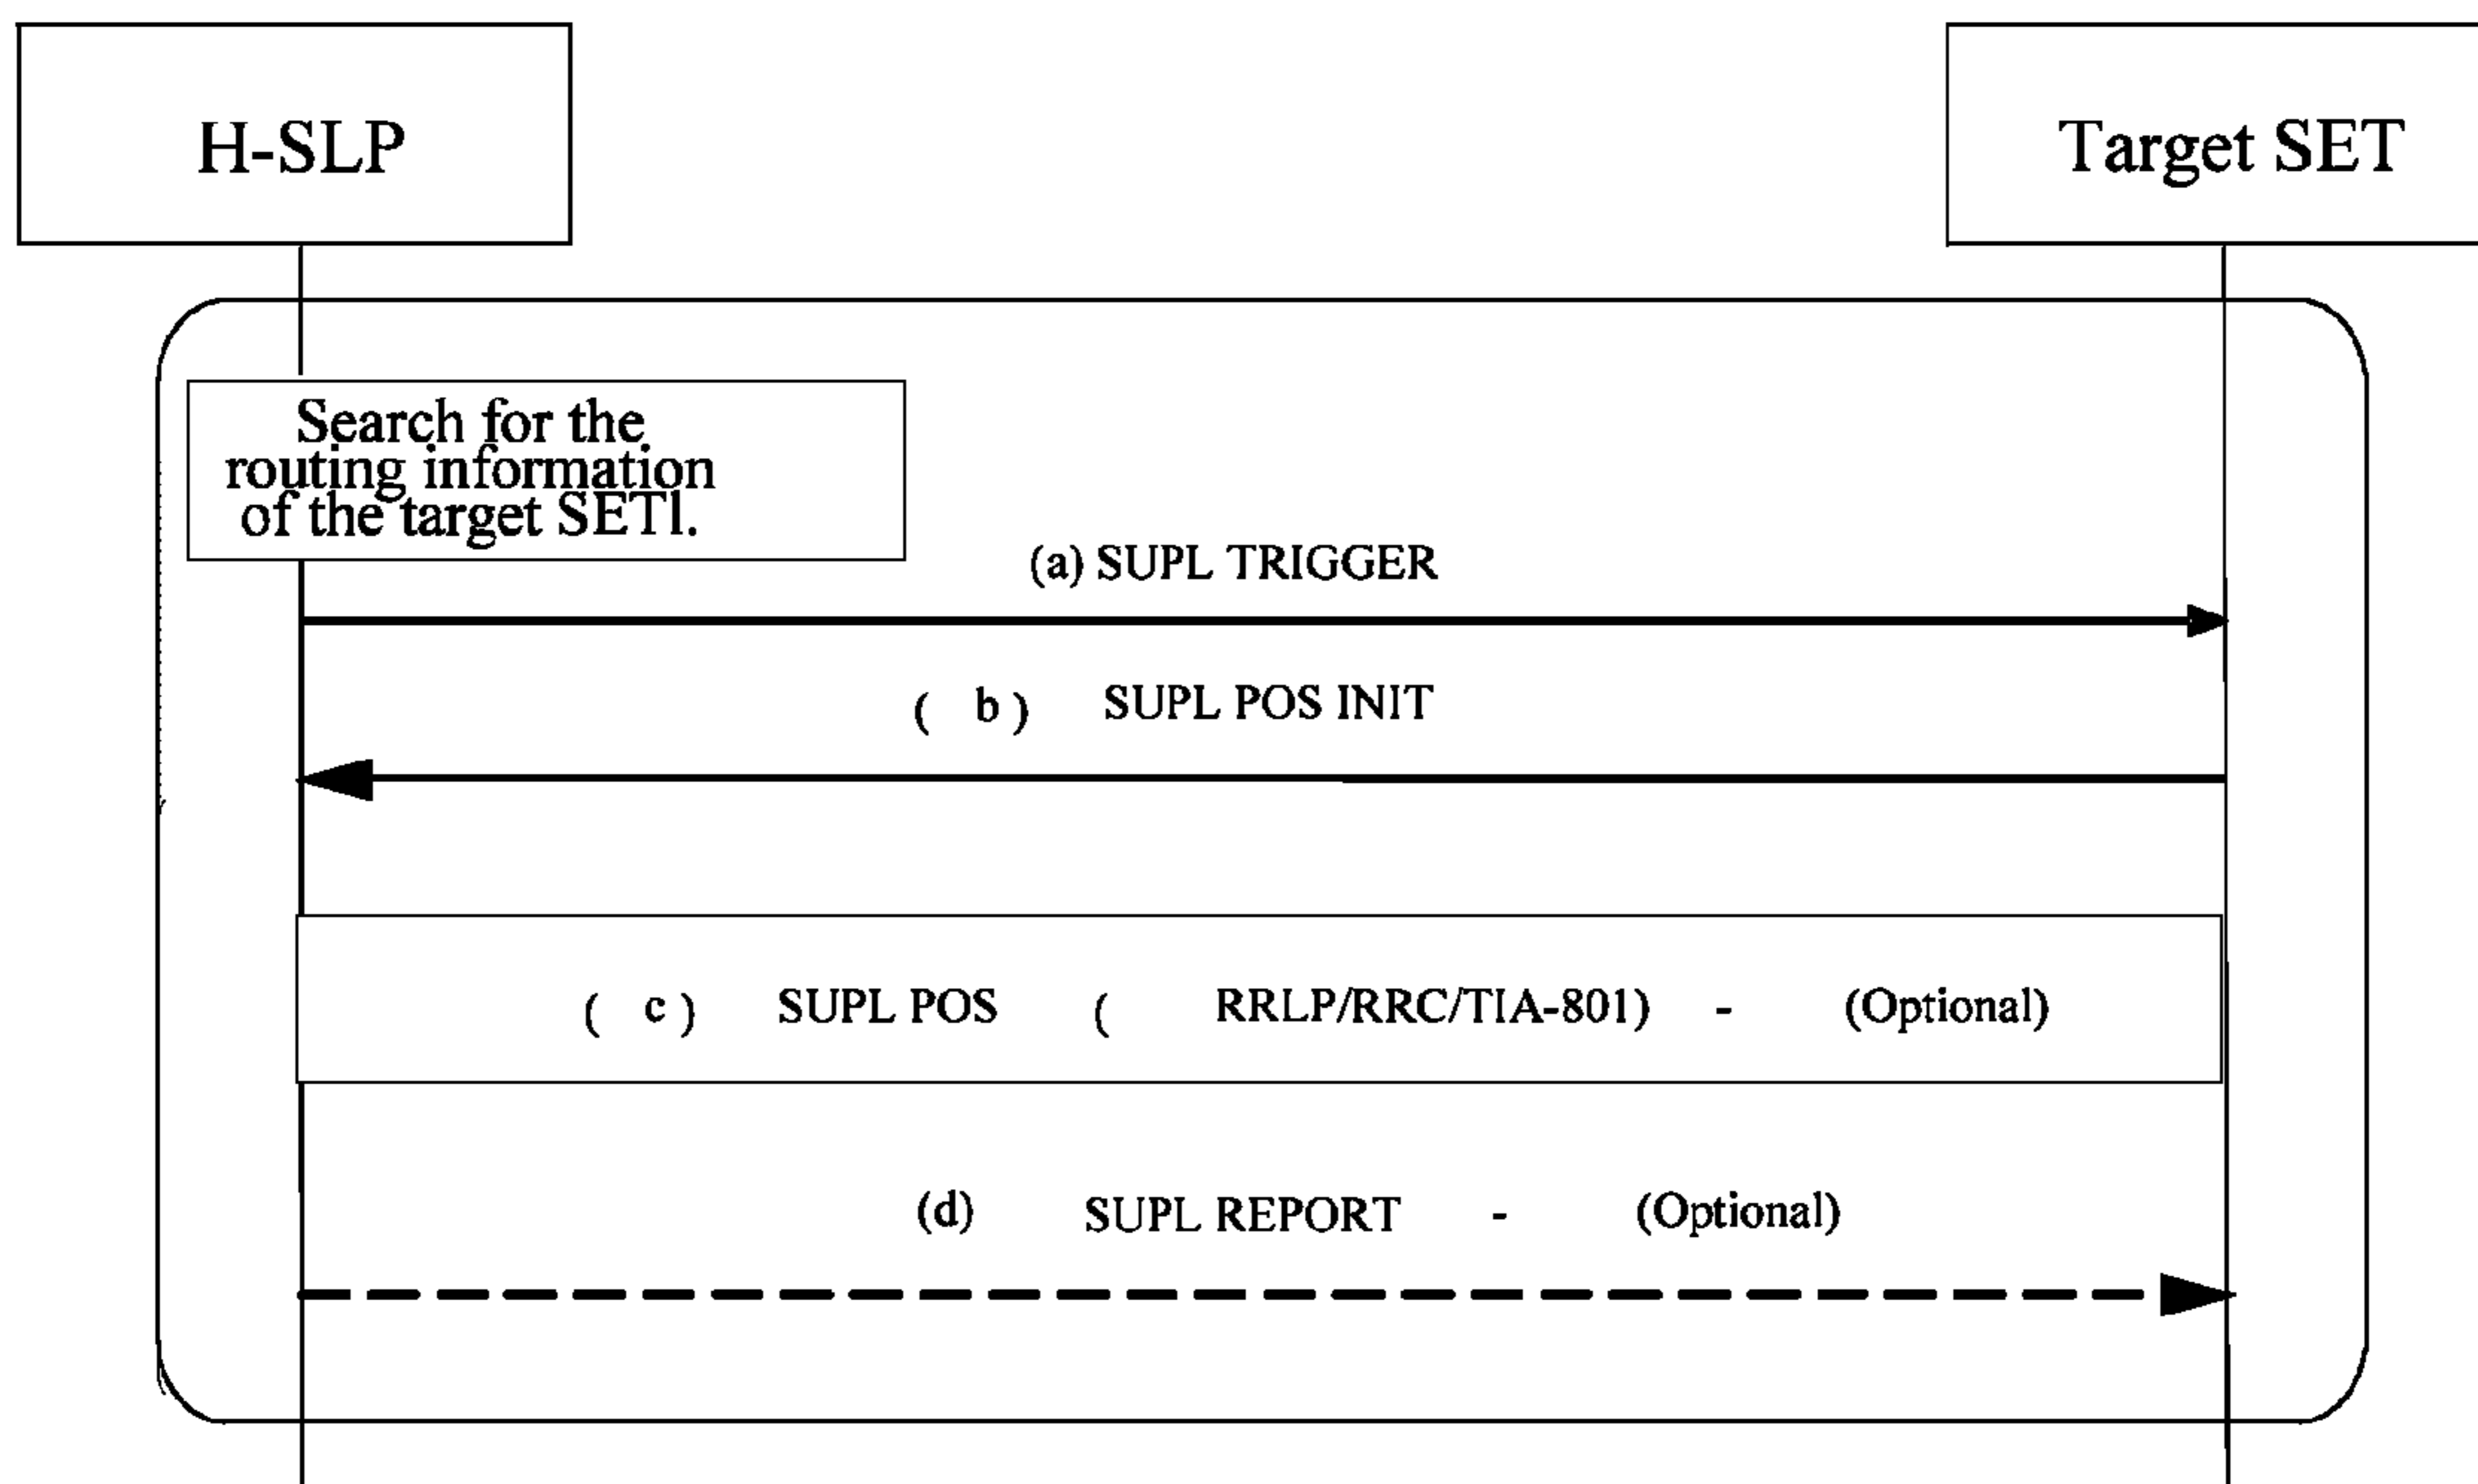 H-SLP
Target SET
Search for the
routing information
of the target SETl.
(a) SUPL TRIGGER
( b ) SUPL POS INIT
( c ) SUPL POS ( RRLP/RRC/TIA-801) - (Optional)
(d) SUPL REPORT - (Optional)